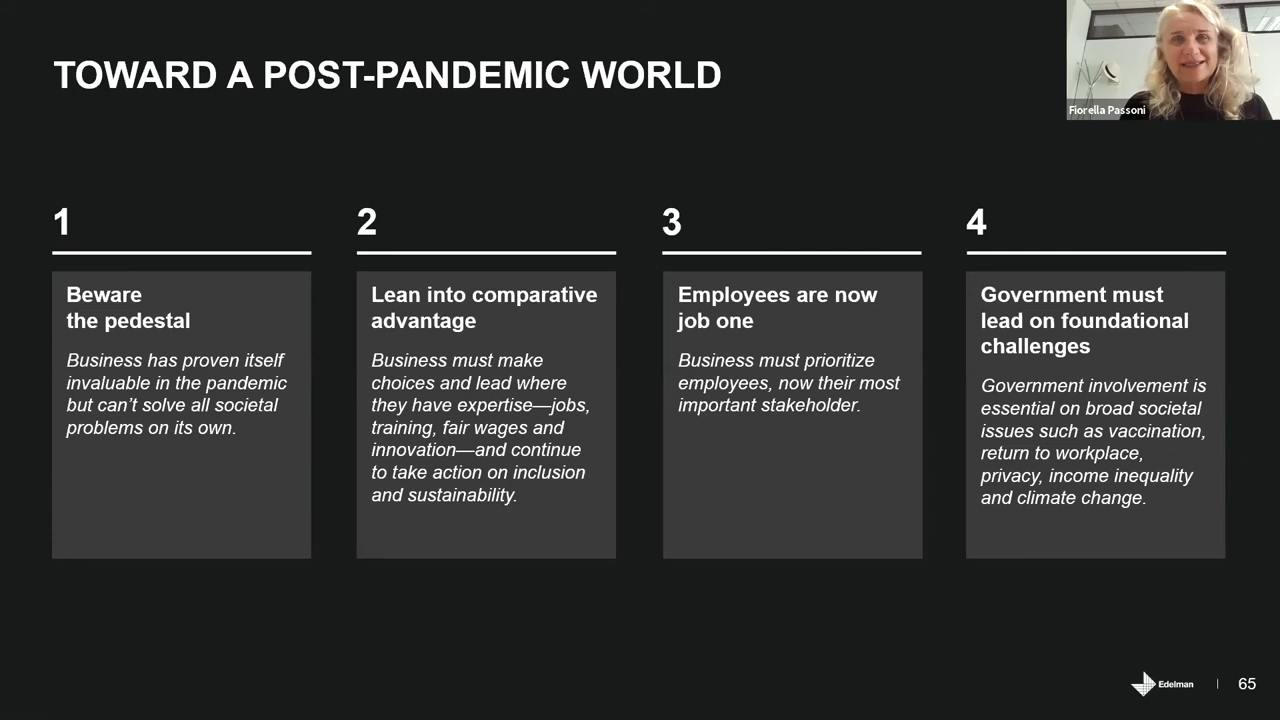 TOWARD A POST-PANDEMIC WORLD
Fiorella Passoni
1
Beware
the pedestal
Business has proven itself
invaluable in the pandemic
but can’t solve all societal
problems on its own.
2
Lean into comparative
advantage
Business must make
choices and lead where
they have expertise—jobs,
training, fair wages and
innovation—and continue
to take action on inclusion
and sustainability.
3
Employees are now
job one
Business must prioritize
employees, now their most
important stakeholder.
4
Government must
lead on foundational
challenges
Government involvement is
essential on broad societal
issues such as vaccination,
return to workplace,
privacy, income inequality
and climate change.
Edelman | 65